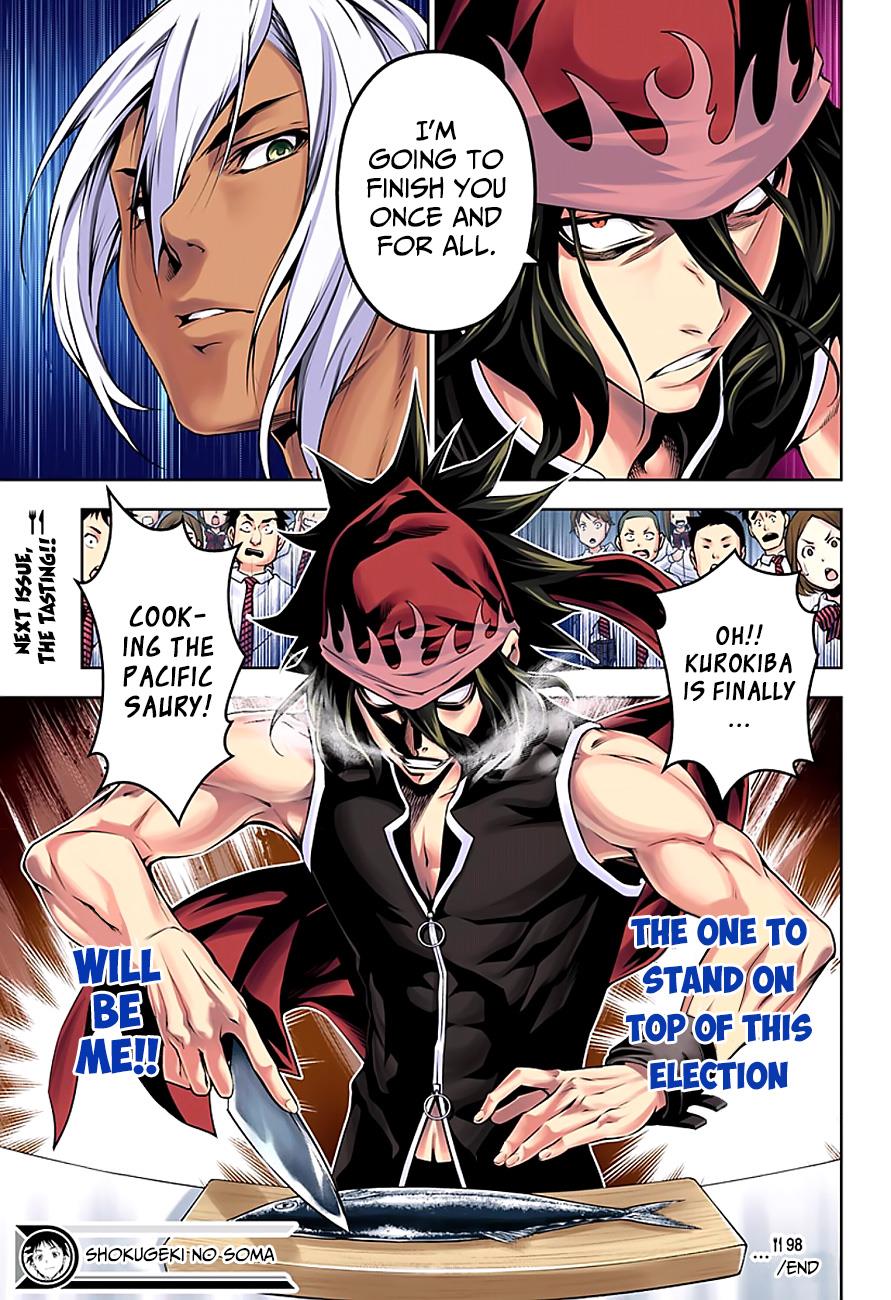 I'M
GOING TO
FINISH YOU
ONCE AND
FOR ALL.
OH!!
KUROKIBA
IS FINALLY
...
COOK-
ING THE
PACIFIC
SAURY!
THE ONE TO
STAND ON
TOP OF THIS
ELECTION
WILL
BE
ME!!
NEXT ISSUE,
THE TASTING!!
SHOKUGEKI NO SOMA
... 98
/END